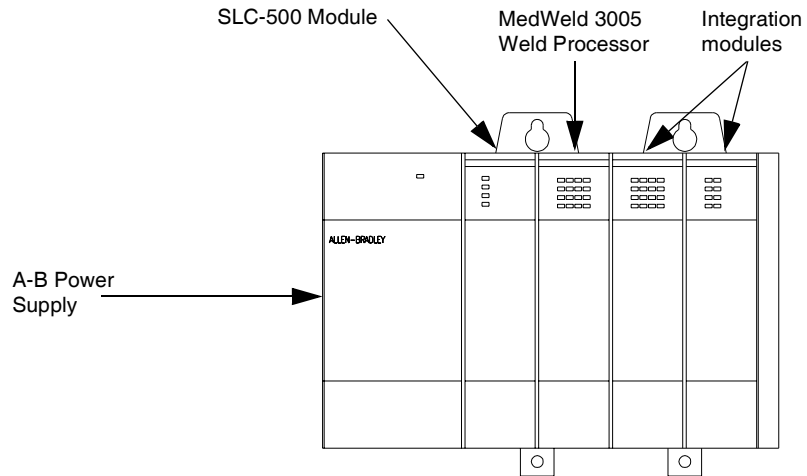 SLC-500 Module
MedWeld 3005
Weld Processor
Integration
modules
ALLEN-BRADLEY
A-B Power
Supply